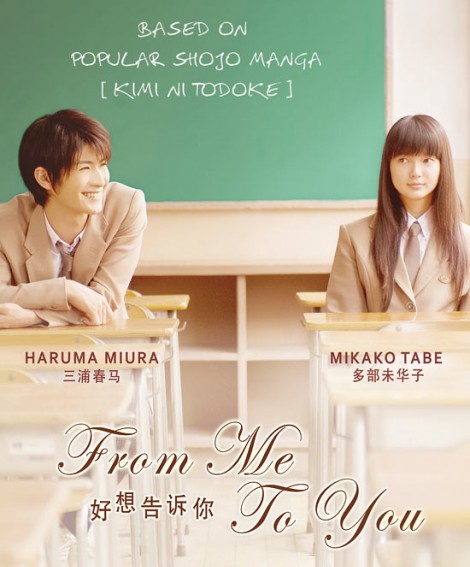 BASED ON
POPULAR SHOJO MANGA
[KIMI NI TODOKE]
HARUMA MIURA
三浦春马
MIKAKO TABE
多部未华子
From Me
好想告诉你
To You